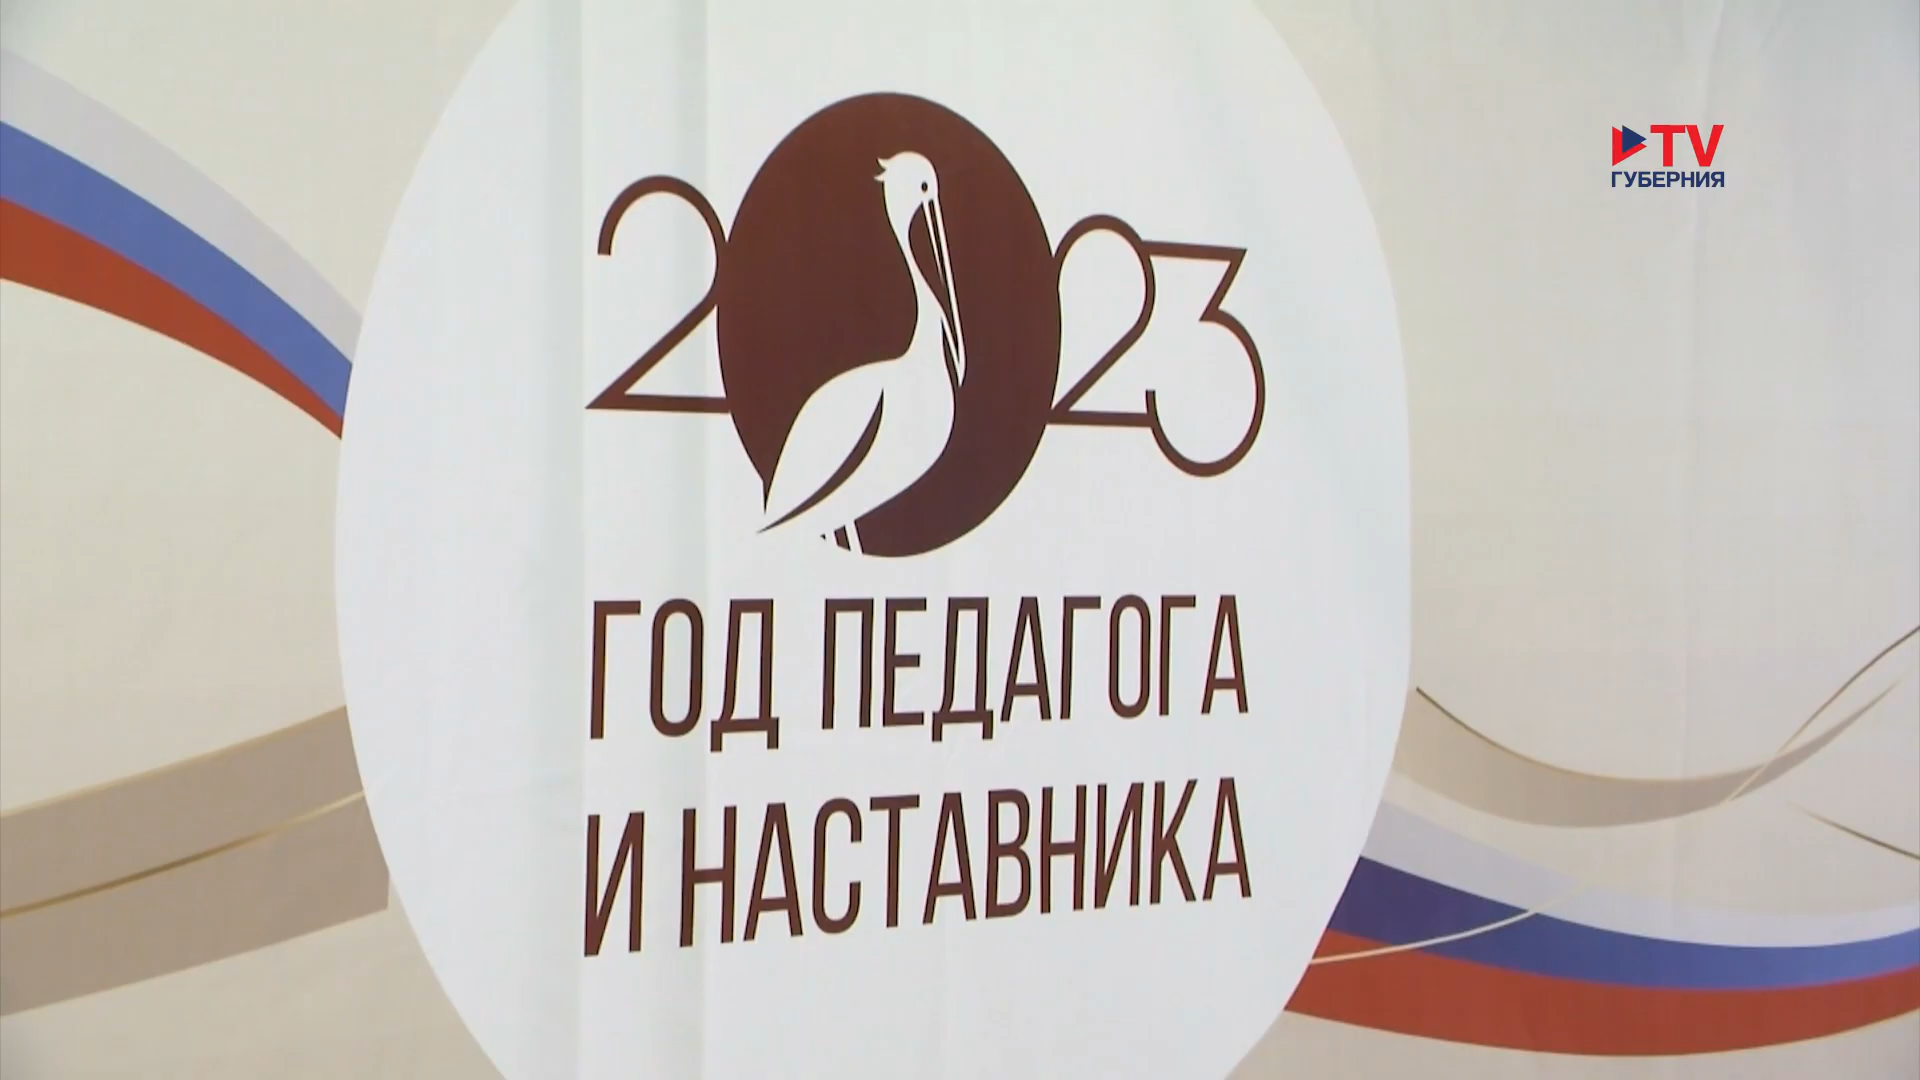 TV
ГУБЕРНИЯ
2023
ГОД ПЕДАГОГА
И НАСТАВНИКА